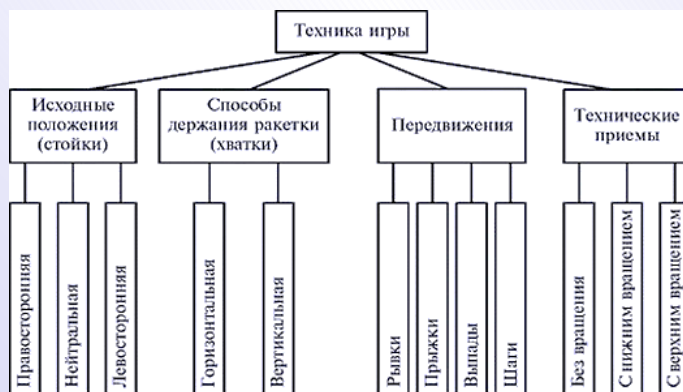 Техника игры
Исходные
положения
(стойки)
Способы
держания ракетки
(хватки)
Передвижения
Технические
приемы
Правосторонняя
Нейтральная
Левосторонняя
Горизонтальная
Вертикальная
Рывки
Прыжки
Выпады
Шаги
Без вращения
С нижним вращением
С верхним вращением